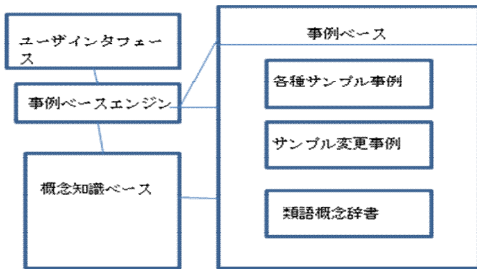 ユーザインタフェー
ス
事例ベースエンジン
概念知識ベース
事例ベース
各種サンプル事例
サンプル変更事例
類語概念辞書